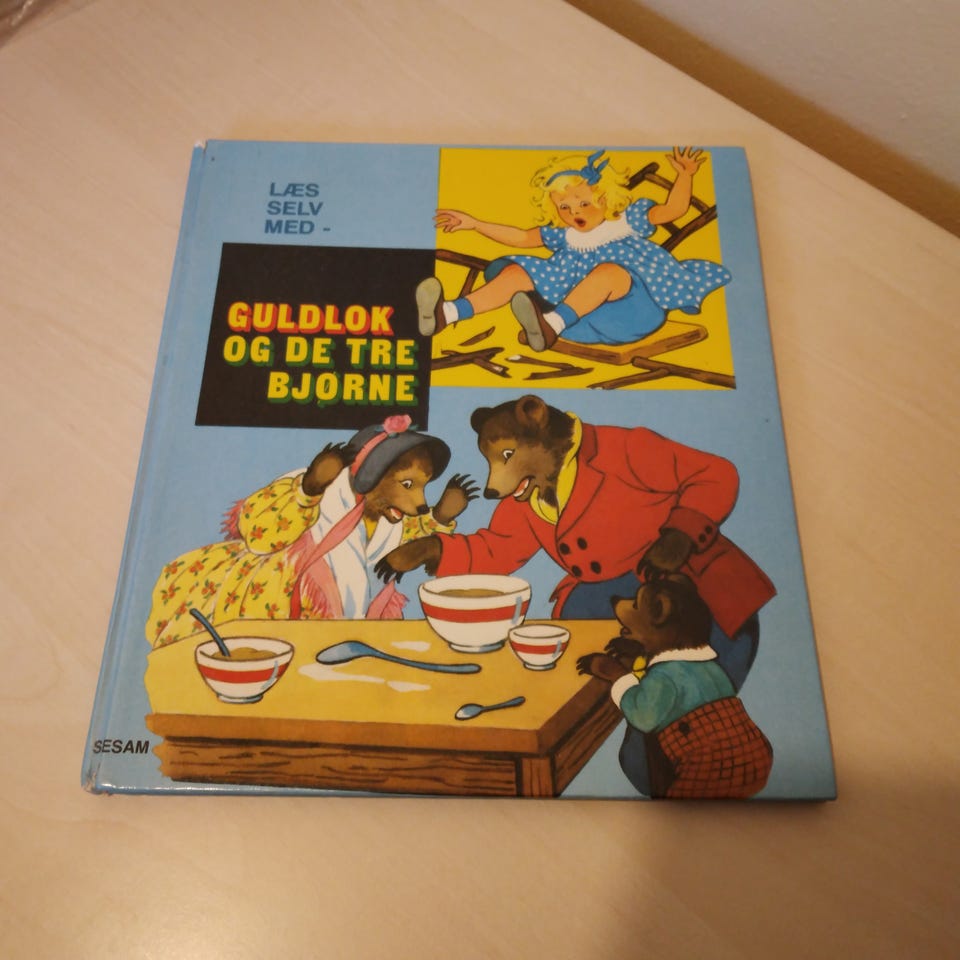 LÆS
SELV
MED -
GULDLOK
OG DE TRE
BJØRNE
SESAM